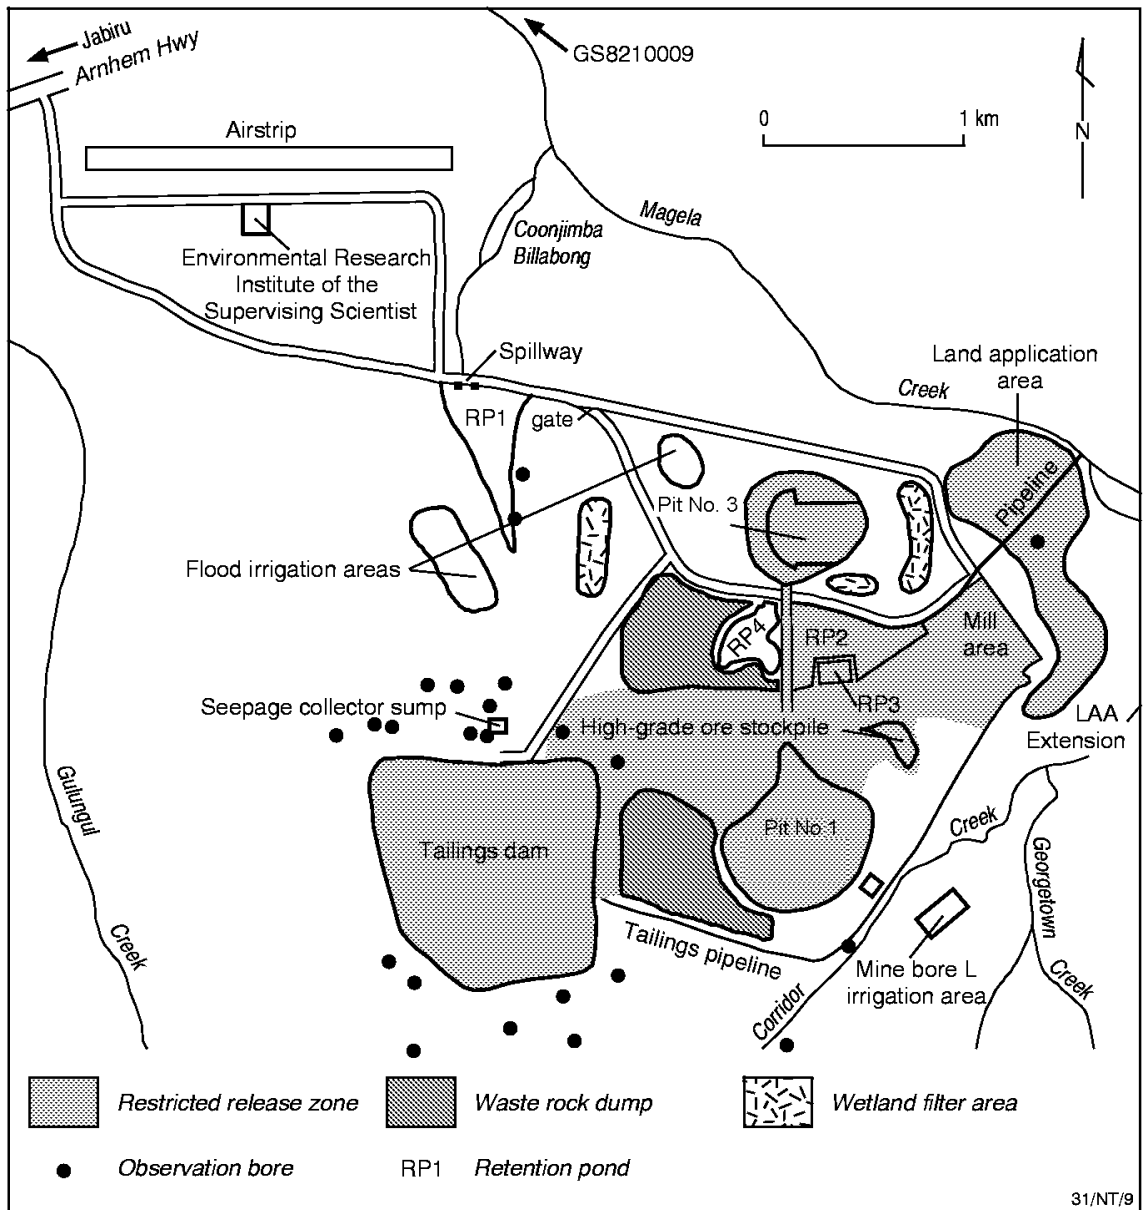 Jabiru
Arnhem Hwy
GS8210009
0
1 km
N
Airstrip
Environmental Research
Institute of the
Supervising Scientist
Coonjimba
Billabong
Magela
Creek
Spillway
RP1
gate
Land application
area
Pipeline
Pit No. 3
Flood irrigation areas
RP4
RP2
Mill
area
RP3
Seepage collector sump
High-grade ore stockpile
LAA
Extension
Gulungul
Creek
Tailings dam
Pit No 1
Creek
Georgetown
Creek
Tailings pipeline
Mine bore L
irrigation area
Corridor
Restricted release zone
Waste rock dump
Wetland filter area
Observation bore
RP1
Retention pond
31/NT/9